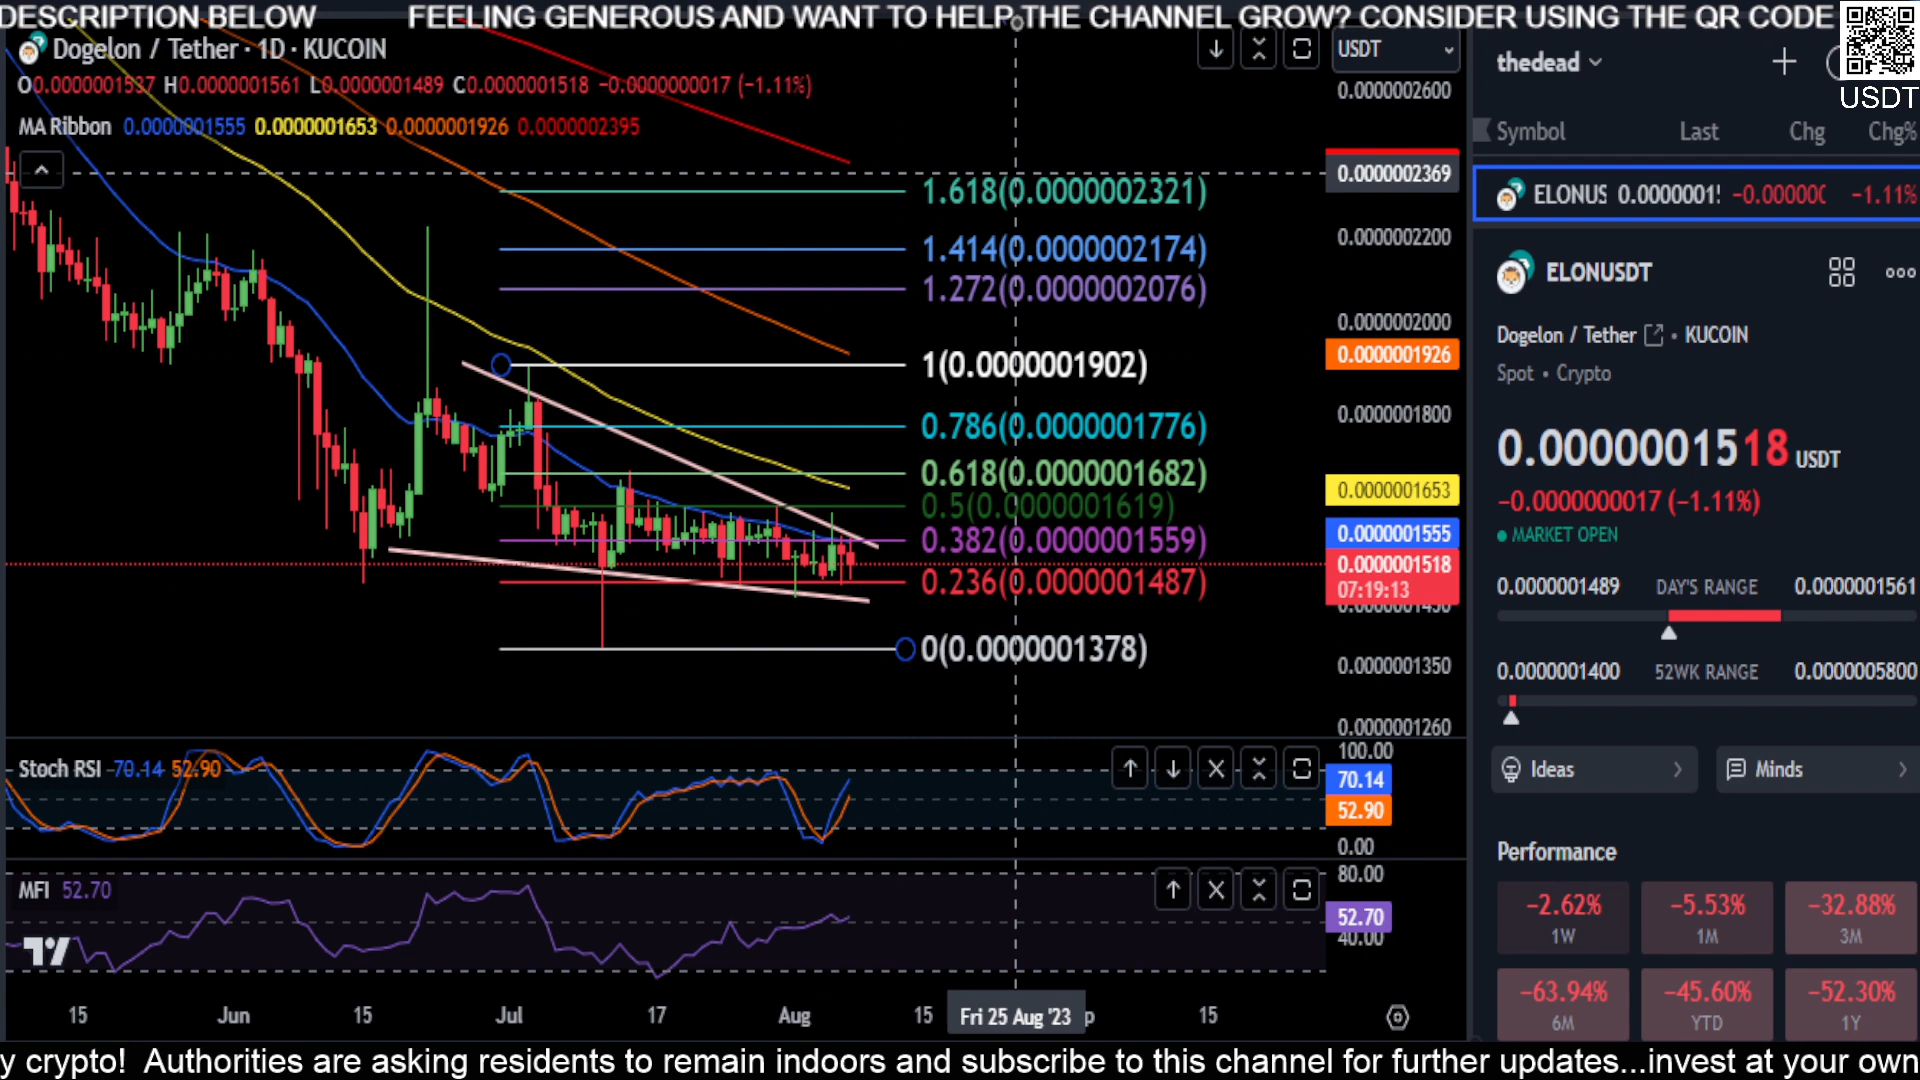 DESCRIPTION BELOW FEELING GENEROUS AND WANT TO HELP THE CHANNEL GROW? CONSIDER USING THE QR CODE
USDT
Dogelon / Tether · 1D · KUCOIN
O0.0000001537 H0.0000001561 L0.0000001489 C0.0000001518 −0.0000000017 (−1.11%)
MA Ribbon 0.0000001555 0.0000001653 0.0000001926 0.0000002395
USDT
0.0000002600
0.0000002369
0.0000002200
0.0000002000
0.0000001926
0.0000001800
0.0000001653
0.0000001555
0.0000001518
07:19:13
0.0000001430
0.0000001350
0.0000001260
1.618(0.0000002321)
1.414(0.0000002174)
1.272(0.0000002076)
1(0.0000001902)
0.786(0.0000001776)
0.618(0.0000001682)
0.5(0.0000001619)
0.382(0.0000001559)
0.236(0.0000001487)
0(0.0000001378)
Stoch RSI 70.14 52.90
100.00
70.14
52.90
0.00
MFI 52.70
80.00
52.70
40.00
15 Jun 15 Jul 17 Aug 15 Fri 25 Aug '23 p 15
thedead
Symbol Last Chg Chg%
ELONUS 0.0000001! −0.00000( −1.11%
ELONUSDT
Dogelon / Tether • KUCOIN
Spot • Crypto
0.0000001518 USDT
−0.0000000017 (−1.11%)
MARKET OPEN
0.0000001489 DAY'S RANGE 0.0000001561
0.0000001400 52WK RANGE 0.0000005800
Ideas Minds
Performance
−2.62% −5.53% −32.88%
1W 1M 3M
−63.94% −45.60% −52.30%
6M YTD 1Y
y crypto! Authorities are asking residents to remain indoors and subscribe to this channel for further updates...invest at your own